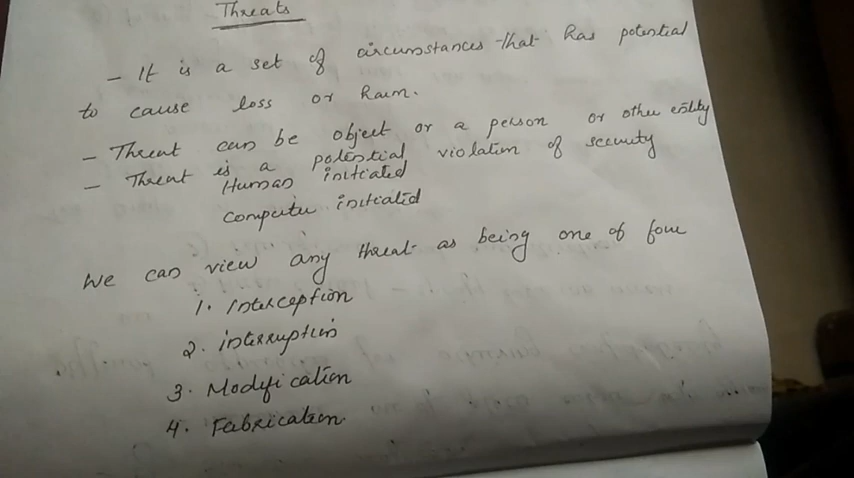 Threats
- It is a set of circumstances that has potential
to cause loss or harm.
- Threat can be object or a person or other entity
- Threat is a potential violation of security
Human initiated
Computer initiated
We can view any threat as being one of four
1. Interception
2. interruption
3. Modification
4. Fabrication.